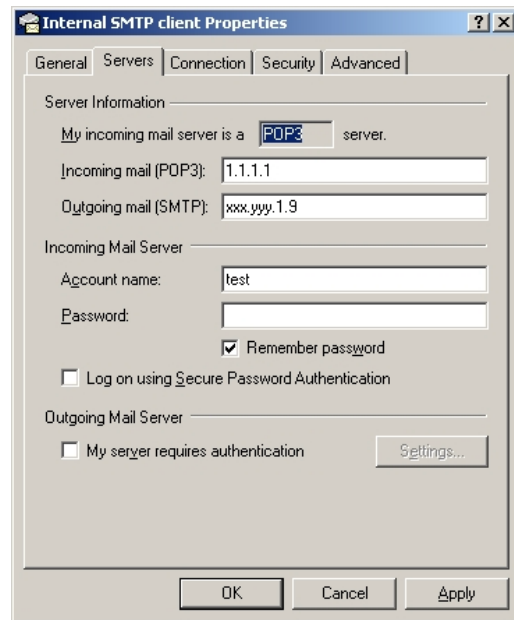 Internal SMTP client Properties
General Servers Connection Security Advanced
Server Information
My incoming mail server is a POP3 server.
Incoming mail (POP3): 1.1.1.1
Outgoing mail (SMTP): xxx.yyy.1.9
Incoming Mail Server
Account name: test
Password:
Remember password
Log on using Secure Password Authentication
Outgoing Mail Server
My server requires authentication Settings...
OK Cancel Apply